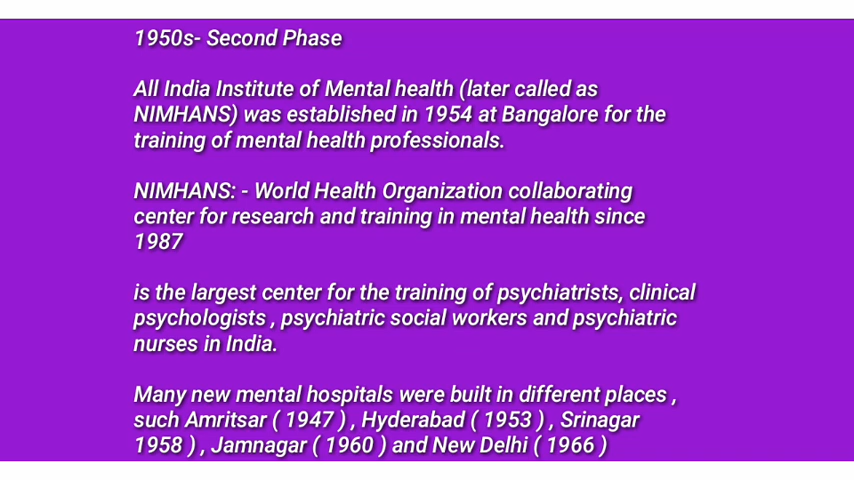 1950s- Second Phase
All India Institute of Mental health (later called as
NIMHANS) was established in 1954 at Bangalore for the
training of mental health professionals.
NIMHANS: - World Health Organization collaborating
center for research and training in mental health since
1987
is the largest center for the training of psychiatrists, clinical
psychologists , psychiatric social workers and psychiatric
nurses in India.
Many new mental hospitals were built in different places ,
such Amritsar ( 1947 ) , Hyderabad ( 1953 ) , Srinagar
1958 ) , Jamnagar ( 1960 ) and New Delhi ( 1966 )